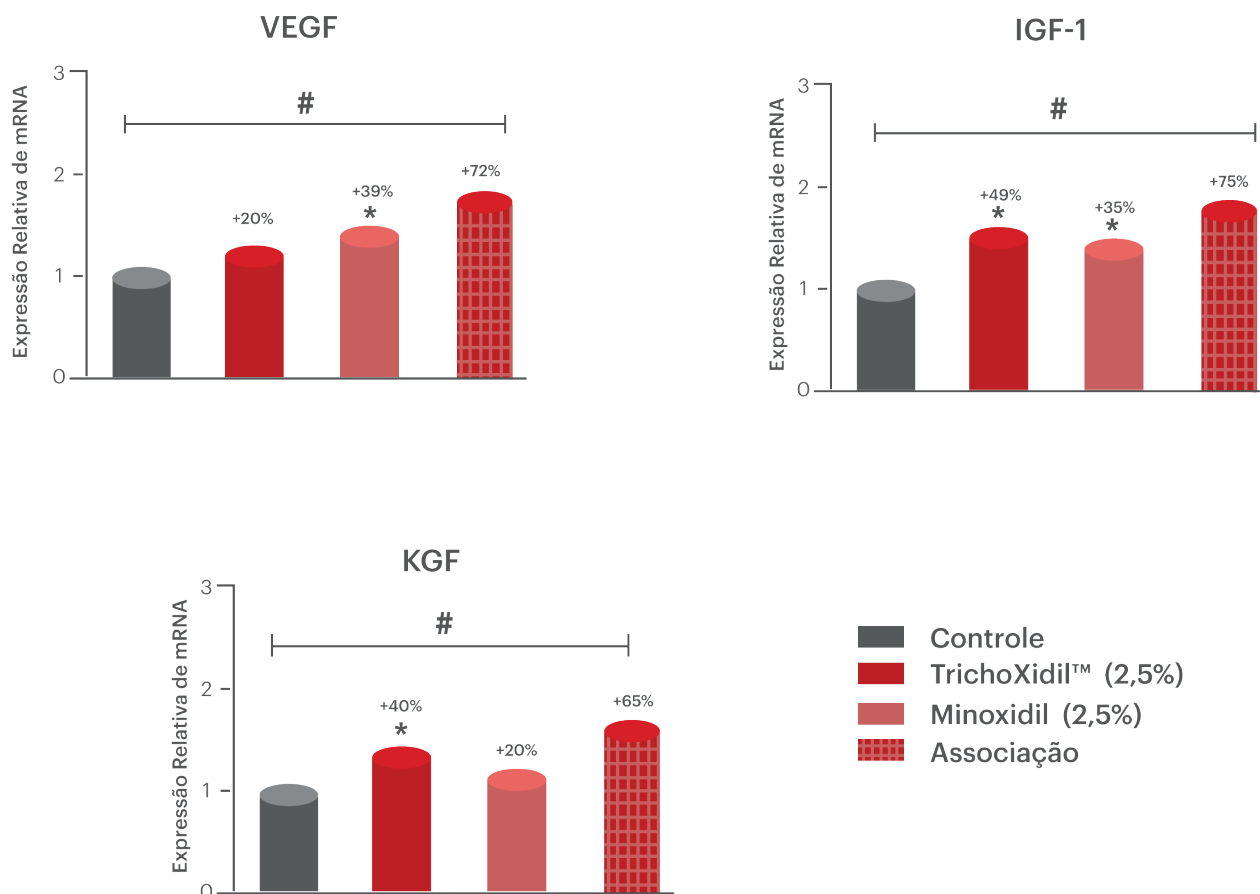 VEGF
Expressão Relativa de mRNA
3
2
1
0
#
+20%
+39%
*
+72%
IGF-1
Expressão Relativa de mRNA
3
2
1
0
#
+49%
*
+35%
*
+75%
KGF
Expressão Relativa de mRNA
3
2
1
0
#
+40%
*
+20%
+65%
Controle
TrichoXidil™ (2,5%)
Minoxidil (2,5%)
Associação